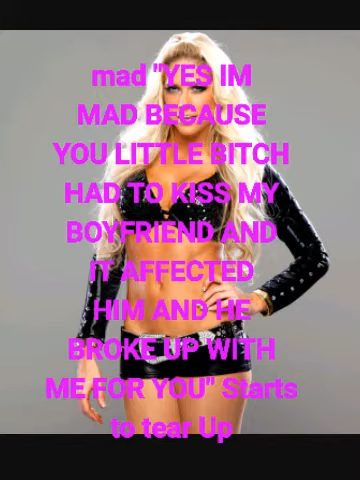 mad "YES IM
MAD BECAUSE
YOU LITTLE BITCH
HAD TO KISS MY
BOYFRIEND AND
IT AFFECTED
HIM AND HE
BROKE UP WITH
ME FOR YOU" Starts
to tear Up